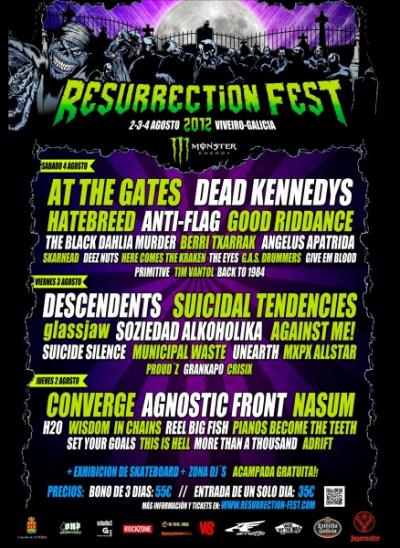 RESURRECTION FEST
2-3-4 AGOSTO 2012 VIVEIRO-GALICIA
MONSTER
ENERGY
SABADO 4 AGOSTO
AT THE GATES DEAD KENNEDYS
HATEBREED ANTI-FLAG GOOD RIDDANCE
THE BLACK DAHLIA MURDER BERRI TXARRAK ANGELUS APATRIDA
SKARHEAD DEEZ NUTS HERE COMES THE KRAKEN THE EYES G.A.S. DRUMMERS GIVE EM BLOOD
PRIMITIVE TIM VANTOL BACK TO 1984
VIERNES 3 AGOSTO
DESCENDENTS SUICIDAL TENDENCIES
glassjaw SOZIEDAD ALKOHOLIKA AGAINST ME!
SUICIDE SILENCE MUNICIPAL WASTE UNEARTH MXPX ALLSTAR
PROUD'Z GRANKAPO CRISIX
JUEVES 2 AGOSTO
CONVERGE AGNOSTIC FRONT NASUM
H2O WISDOM IN CHAINS REEL BIG FISH PIANOS BECOME THE TEETH
SET YOUR GOALS THIS IS HELL MORE THAN A THOUSAND ADRIFT
+ EXHIBICION DE SKATEBOARD + ZONA DJ'S ACAMPADA GRATUITA!!
PRECIOS: BONO DE 3 DIAS: 55€ // ENTRADA DE UN SOLO DIA: 35€
MÁS INFORMACIÓN Y TICKETS EN: WWW.RESURRECTION-FEST.COM
ROCKZONE
Estrella Galicia
Jägermeister